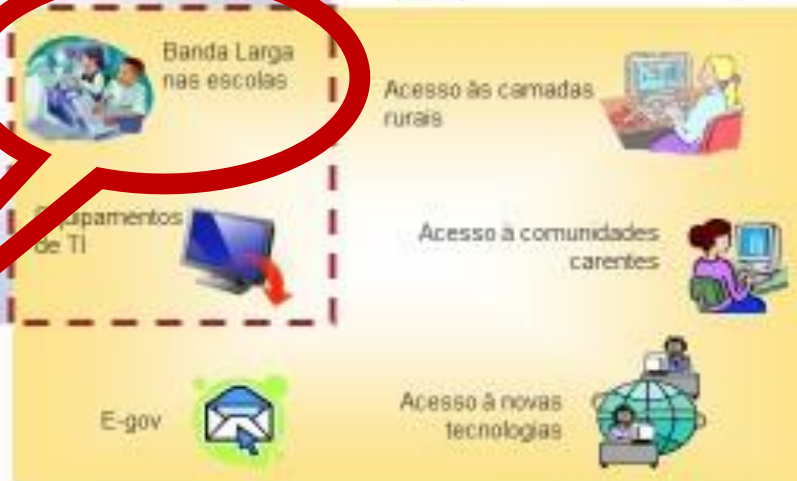 Banda Larga
nas escolas
Acesso às camadas
rurais
de TI
Acesso à comunidades
carentes
E-gov
Acesso à novas
tecnologias